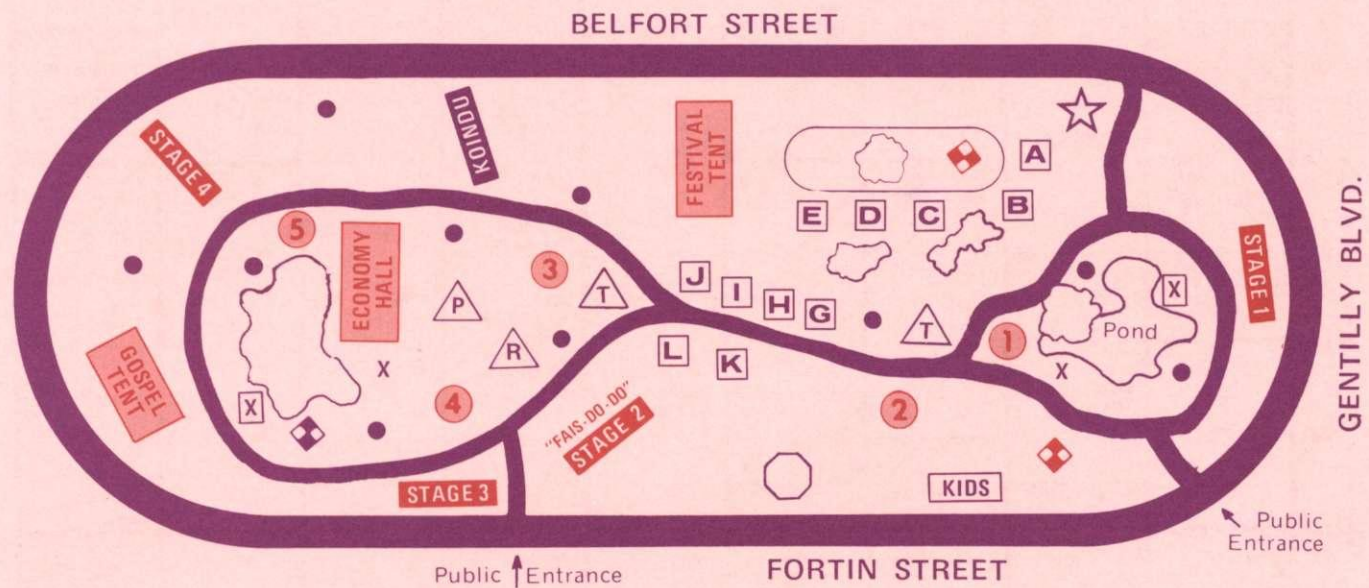 BELFORT STREET
STAGE 4
KOINDU
FESTIVAL
TENT
A
E
D
C
B
5
ECONOMY
HALL
3
P
T
J
I
H
G
T
1
X
Pond
X
STAGE 1
GENTILLY BLVD.
GOSPEL
TENT
R
L
K
X
X
4
"FAIS-DO-DO"
STAGE 2
2
STAGE 3
KIDS
Public Entrance
FORTIN STREET
Public
Entrance